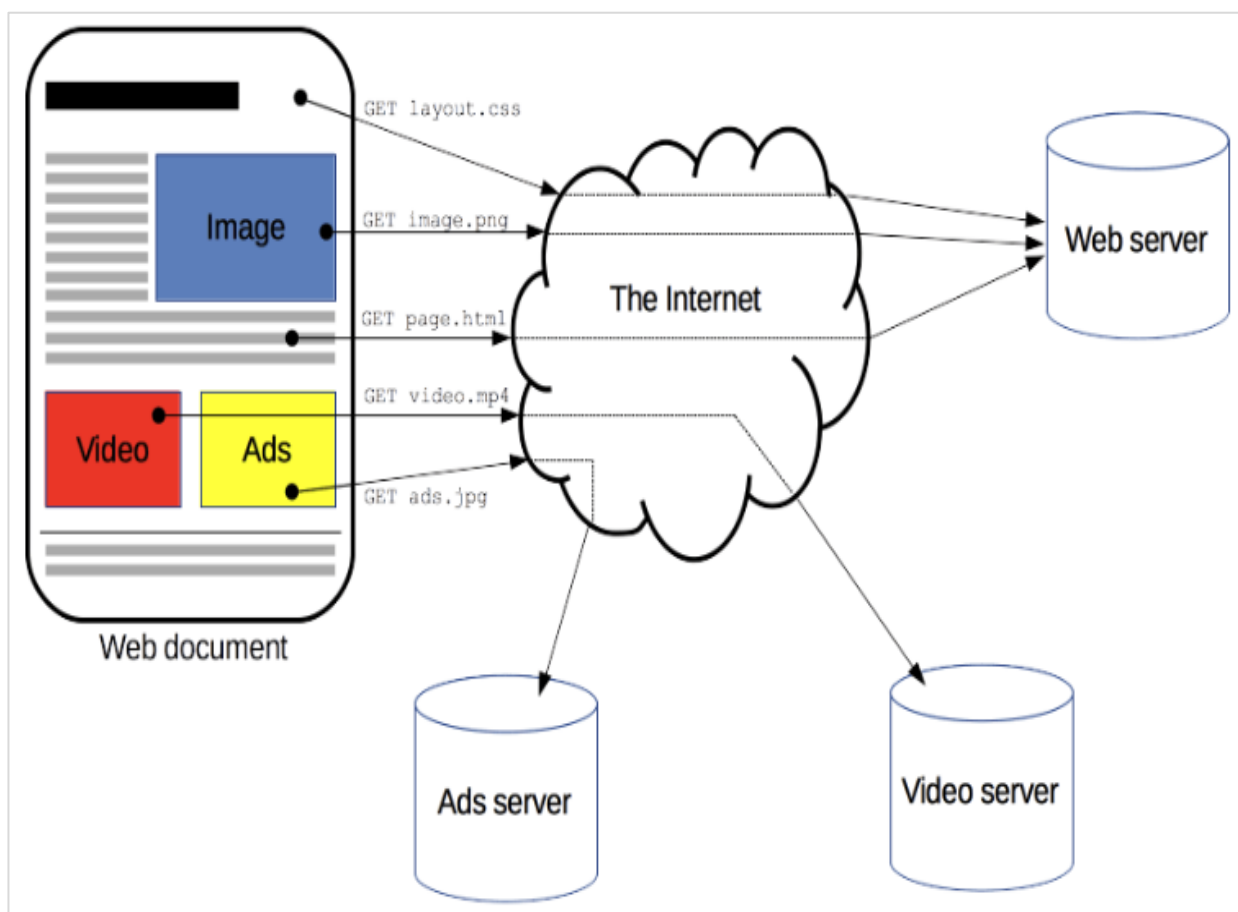 GET layout.css
Image
GET image.png
The Internet
Web server
GET page.html
GET video.mp4
Video
Ads
GET ads.jpg
Web document
Ads server
Video server